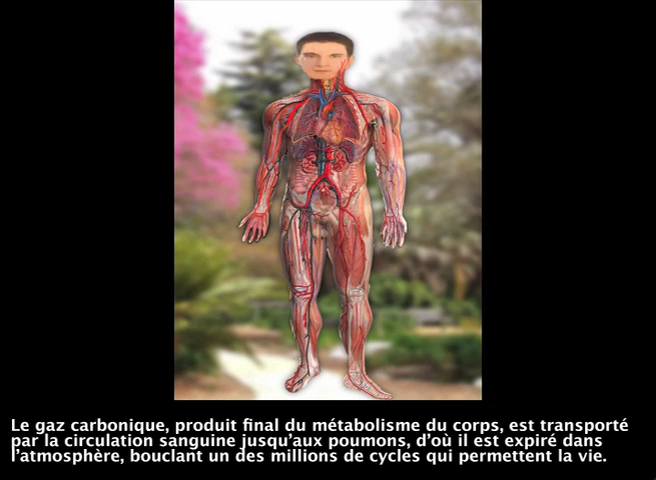 Le gaz carbonique, produit final du métabolisme du corps, est transporté
par la circulation sanguine jusqu'aux poumons, d'où il est expiré dans
l'atmosphère, bouclant un des millions de cycles qui permettent la vie.